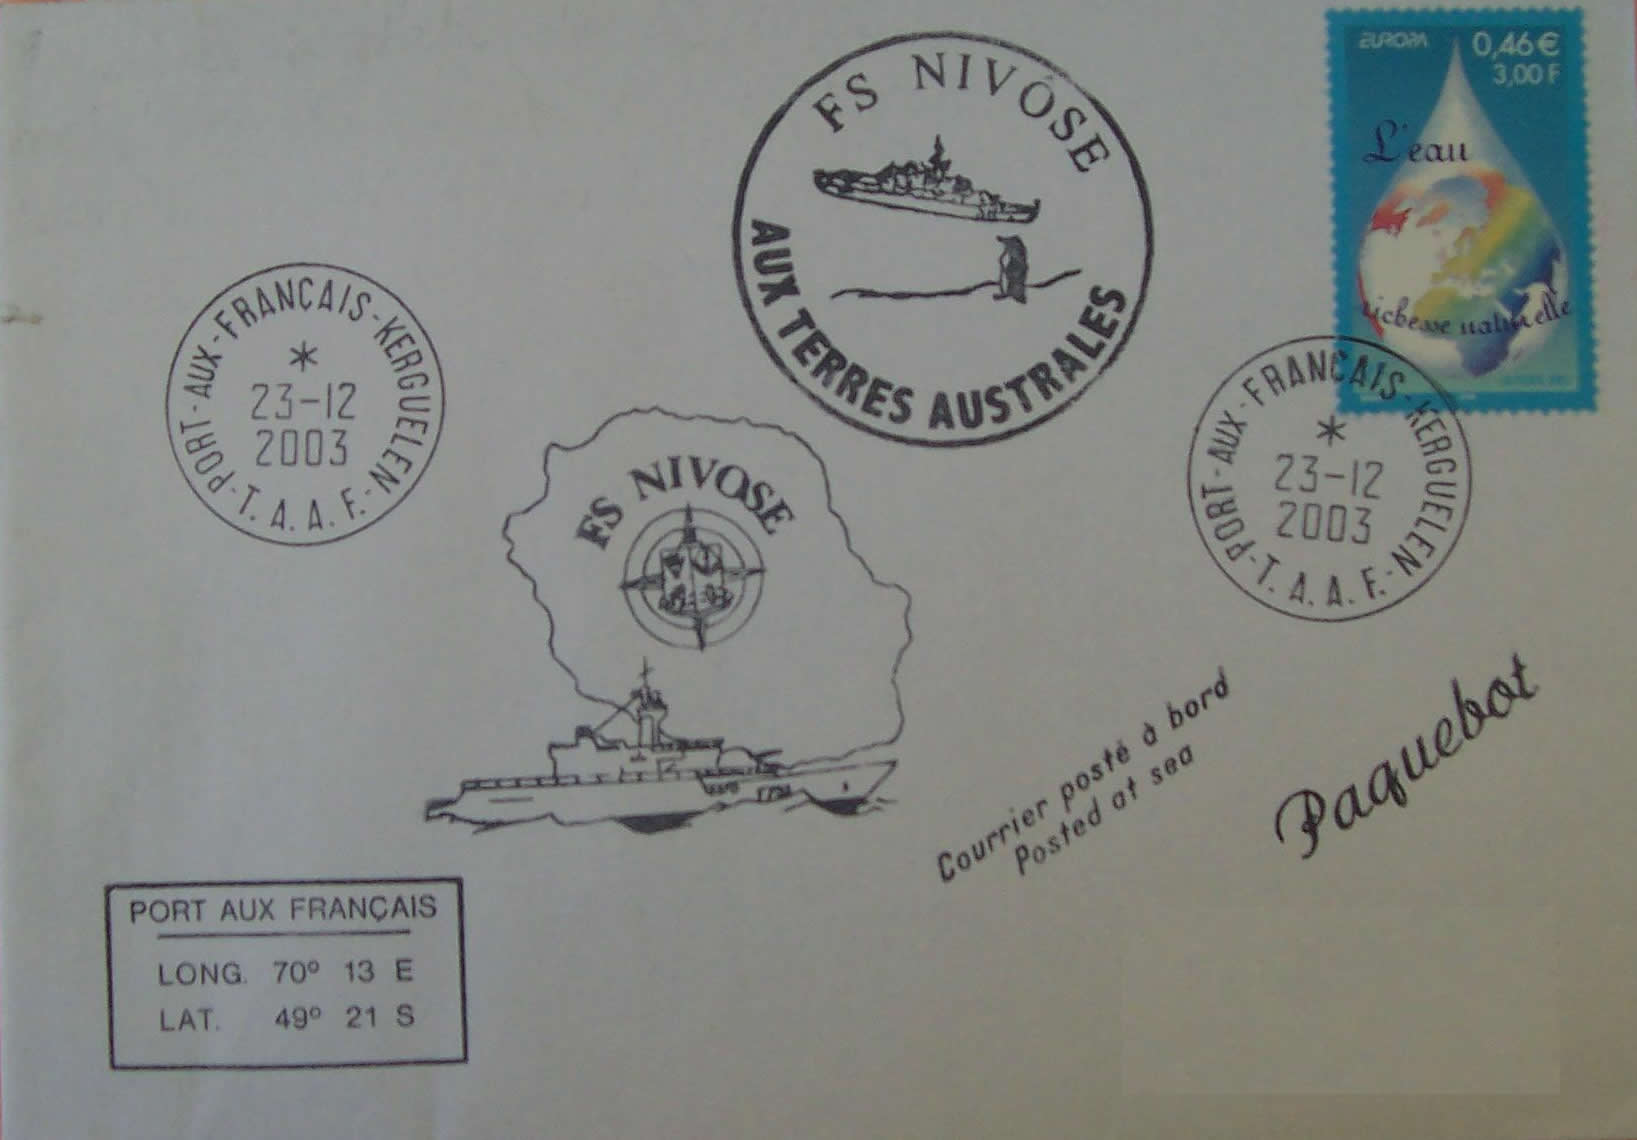 EUROPA
0,46€
3,00 F
L'eau
richesse naturelle
FS NIVÔSE
AUX TERRES AUSTRALES
PORT-AUX-FRANÇAIS-KERGUELEN
*
23-12
2003
-T.A.A.F.-
PORT-AUX-FRANÇAIS-KERGUELEN
*
23-12
2003
-T.A.A.F.-
FS NIVOSE
Courrier posté à bord
Posted at sea
Paquebot
PORT AUX FRANÇAIS
LONG. 70° 13 E
LAT. 49° 21 S